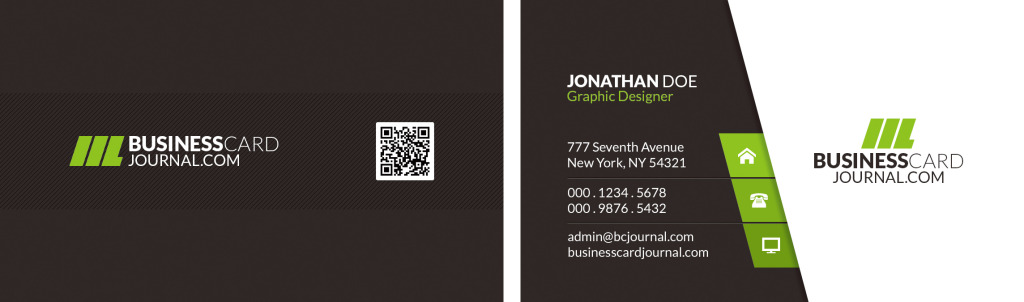 BUSINESSCARD
JOURNAL.COM
JONATHAN DOE
Graphic Designer
777 Seventh Avenue
New York, NY 54321
000 . 1234 . 5678
000 . 9876 . 5432
admin@bcjournal.com
businesscardjournal.com
BUSINESSCARD
JOURNAL.COM